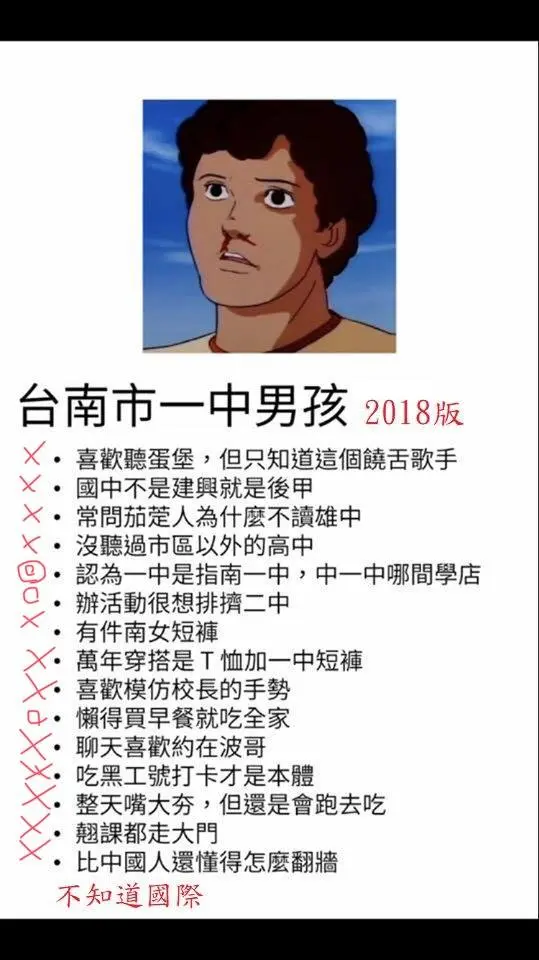 台南市一中男孩 2018版
X • 喜歡聽蛋堡，但只知道這個饒舌歌手
X • 國中不是建興就是後甲
X • 常問茄萣人為什麼不讀雄中
X • 沒聽過市區以外的高中
回 • 認為一中是指南一中，中一中哪間學店
口 • 辦活動很想排擠二中
X • 有件南女短褲
X • 萬年穿搭是T恤加一中短褲
X • 喜歡模仿校長的手勢
口 • 懶得買早餐就吃全家
X • 聊天喜歡約在波哥
X • 吃黑工號打卡才是本體
X • 整天嘴大夯，但還是會跑去吃
X • 翹課都走大門
X • 比中國人還懂得怎麼翻牆
不知道國際